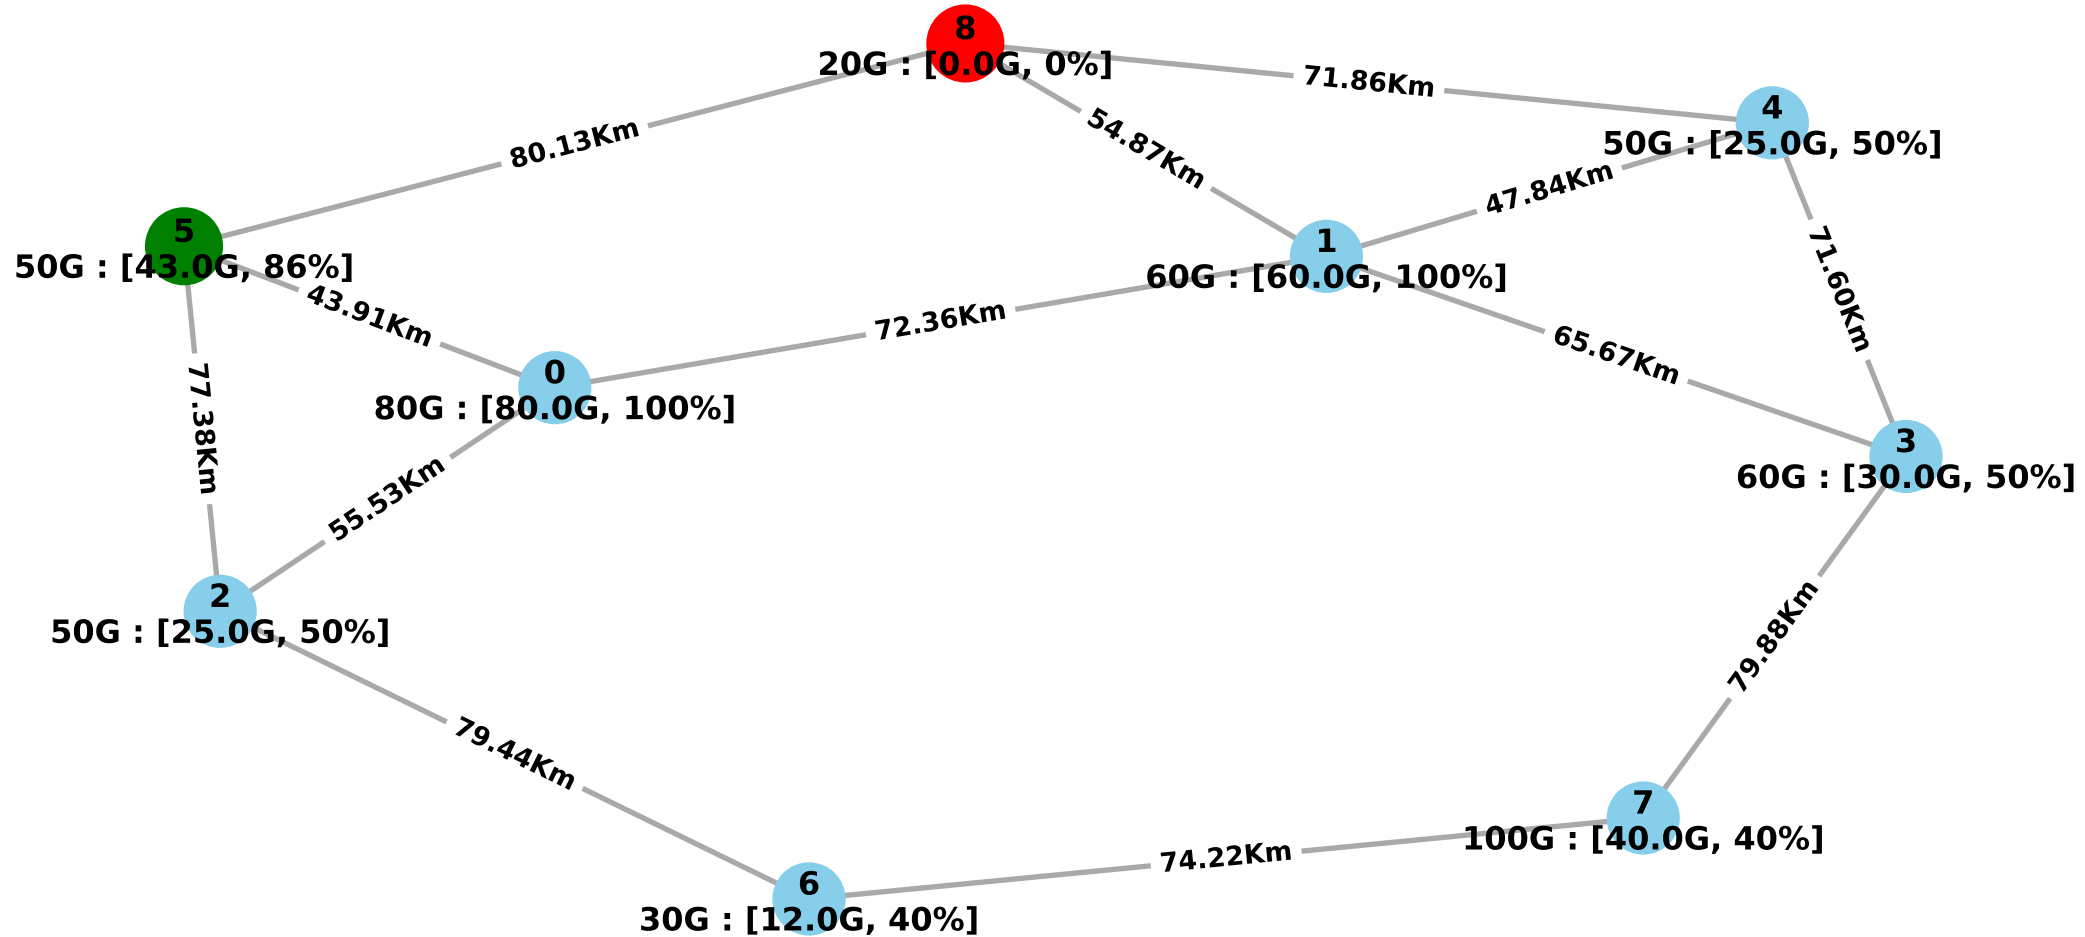 8
20G : [0.0G, 0%]
71.86Km
4
50G : [25.0G, 50%]
80.13Km
54.87Km
47.84Km
5
50G : [43.0G, 86%]
1
60G : [60.0G, 100%]
71.60Km
43.91Km
72.36Km
65.67Km
0
80G : [80.0G, 100%]
77.38Km
3
60G : [30.0G, 50%]
55.53Km
2
50G : [25.0G, 50%]
79.88Km
79.44Km
7
100G : [40.0G, 40%]
74.22Km
6
30G : [12.0G, 40%]